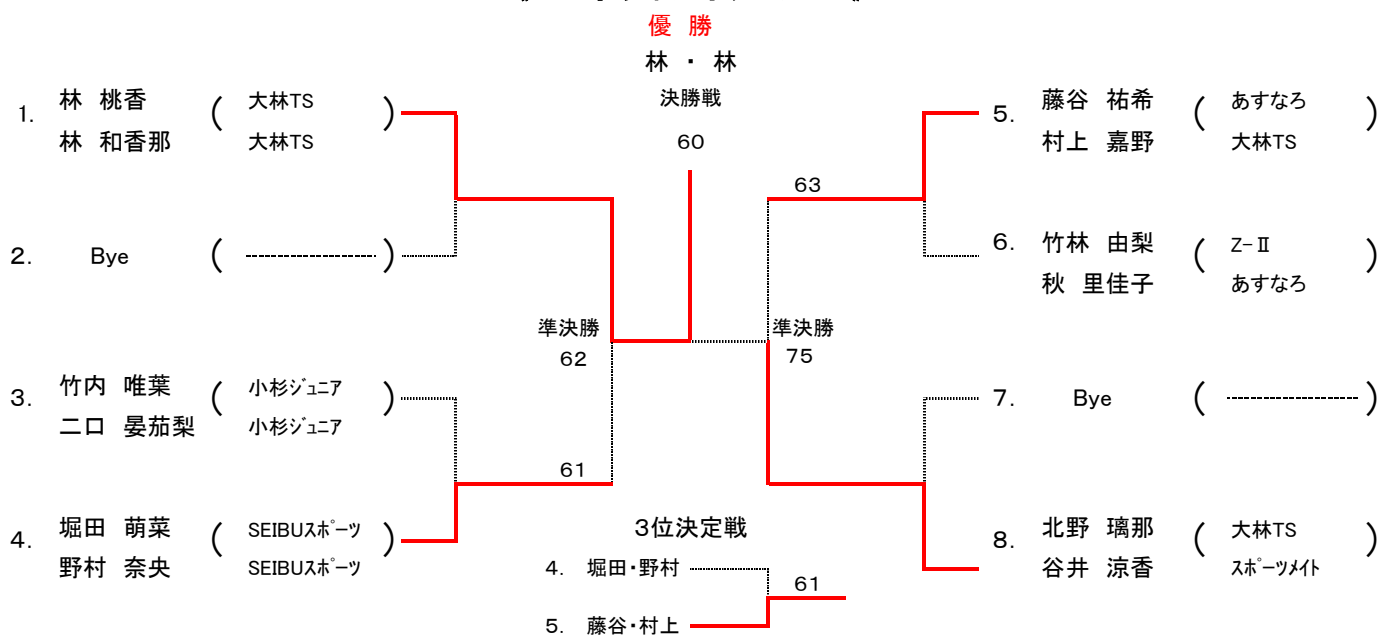 優 勝
林 ・ 林
決勝戦
60
1. 林 桃香 ( 大林TS )
林 和香那 大林TS
2. Bye ( ------------- )
3. 竹内 唯葉 ( 小杉ジュニア )
二口 晏茄梨 小杉ジュニア
4. 堀田 萌菜 ( SEIBUスポーツ )
野村 奈央 SEIBUスポーツ
準決勝
62
61
5. 藤谷 祐希 ( あすなろ )
村上 嘉野 大林TS
63
6. 竹林 由梨 ( Z-Ⅱ )
秋 里佳子 あすなろ
準決勝
75
7. Bye ( ------------- )
8. 北野 璃那 ( 大林TS )
谷井 涼香 スポーツメイト
3位決定戦
4. 堀田・野村
61
5. 藤谷・村上